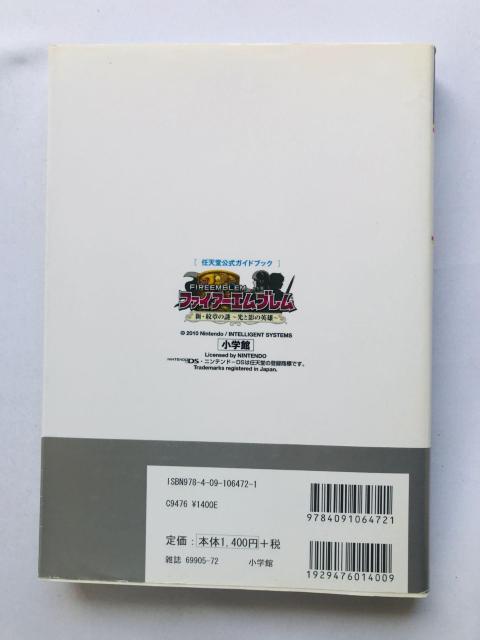 ［任天堂公式ガイドブック］
FIREEMBLEM
ファイアーエムブレム
新・紋章の謎 ～光と影の英雄～
© 2010 Nintendo / INTELLIGENT SYSTEMS
小学館
Licensed by NINTENDO
NINTENDO DS・ニンテンドーDSは任天堂の登録商標です。
Trademarks registered in Japan.
ISBN978-4-09-106472-1
C9476 ¥1400E
定価：本体1,400円＋税
雑誌 69905-72 小学館
9784091064721
1929476014009